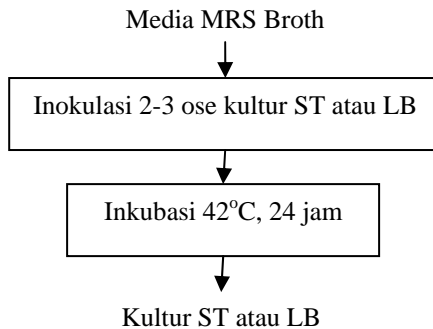 Media MRS Broth
Inokulasi 2-3 ose kultur ST atau LB
Inkubasi 42°C, 24 jam
Kultur ST atau LB